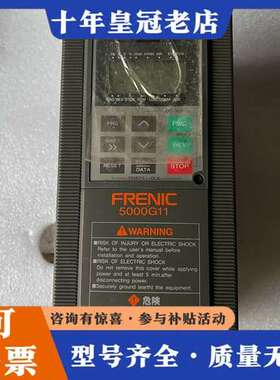 十年皇冠老店
PRG
FWD
REV
RESET
FUNC
DATA
STOP
FRENIC
5000G11
⚠WARNING
■RISK OF INJURY OR ELECTRIC SHOCK
Refer to the user's manual before
installation and operation.
■RISK OF ELECTRIC SHOCK
Do not remove this cover while applying
power and at least 5 min. after
disconnecting power.
■Securely ground (earth) the equipment.
⚠危険
咨询有惊喜·参与补贴活动
票
型号齐全·质量无忧